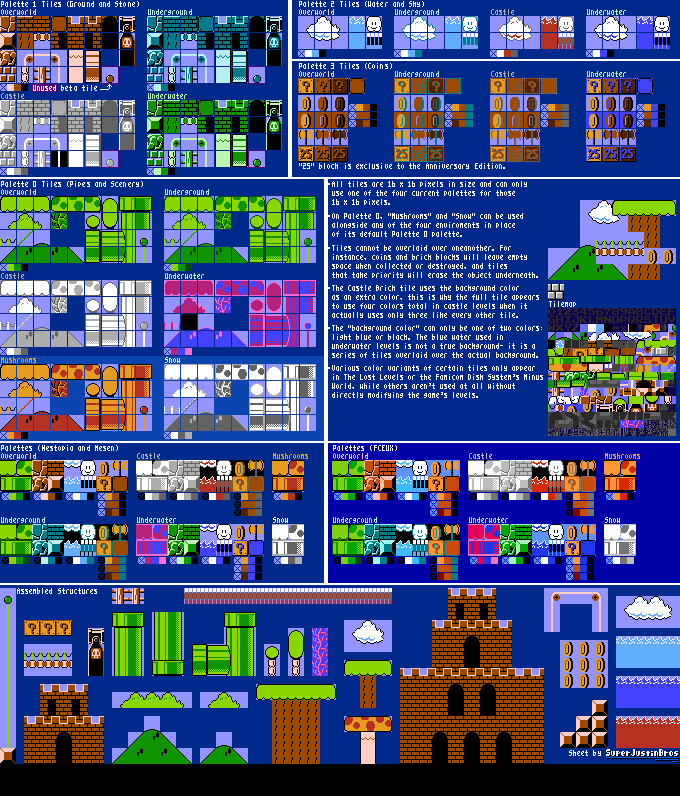 Palette 1 Tiles (Ground and Stone)
Overworld
Underground
Unused beta tile
Castle
Underwater
Palette 2 Tiles (Water and Sky)
Overworld
Underground
Castle
Underwater
Palette 3 Tiles (Coins)
Overworld
Underground
Castle
Underwater
25 25 25
25 25 25
25 25 25
25 25 25
"25" block is exclusive to the Anniversary Edition.
Palette 0 Tiles (Pipes and Scenery)
Overworld
Underground
Castle
Underwater
Mushrooms
Snow
All tiles are 16 x 16 pixels in size and can only
use one of the four current palettes for those
16 x 16 pixels.
On Palette 0, "Mushrooms" and "Snow" can be used
alongside any of the four enviroments in place
of its default Palette 0 palette.
Tiles cannot be overlaid over oneanother. For
instance, coins and brick blocks will leave empty
space when collected or destroyed, and tiles
that take priority will erase the object underneath.
The Castle Brick tile uses the background color
as an extra color, this is why the full tile appears
to use four colors total in castle levels when it
actually uses only three like every other tile.
The "background color" can only be one of two colors:
light blue or black. The blue water used in
underwater levels is not a true background- it is a
series of tiles overlaid over the actual background.
Various color variants of certain tiles only appear
in The Lost Levels or the Famicom Disk System's Minus
World, while others aren't used at all without
directly modifying the game's levels.
Tilemap
Palettes (Nestopia and Mesen)
Overworld
Castle
Mushrooms
Underground
Underwater
Snow
Palettes (FCEUX)
Overworld
Castle
Mushrooms
Underground
Underwater
Snow
Assembled Structures
Sheet by SuperJustinBros